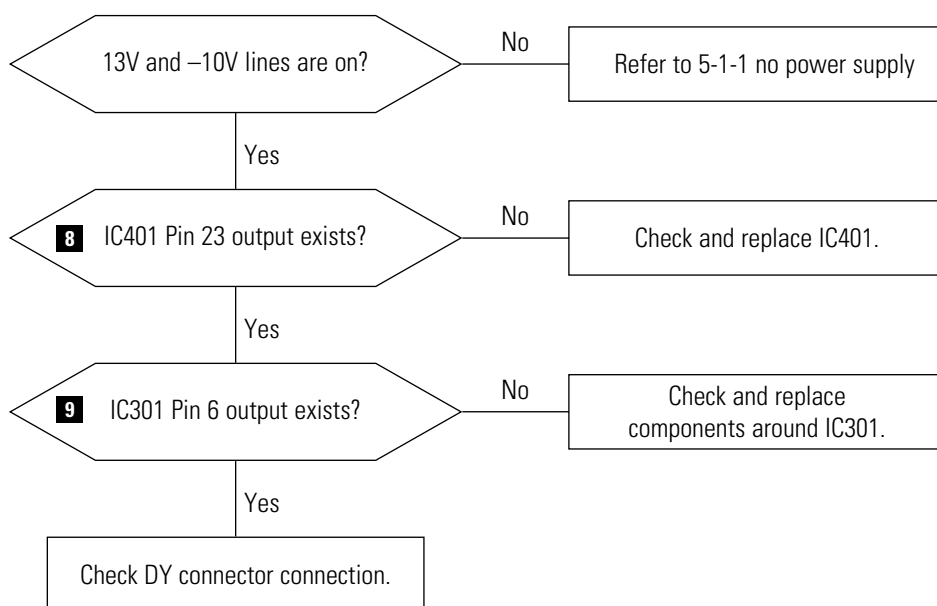 13V and –10V lines are on?
No
Refer to 5-1-1 no power supply
Yes
8 IC401 Pin 23 output exists?
No
Check and replace IC401.
Yes
9 IC301 Pin 6 output exists?
No
Check and replace
components around IC301.
Yes
Check DY connector connection.